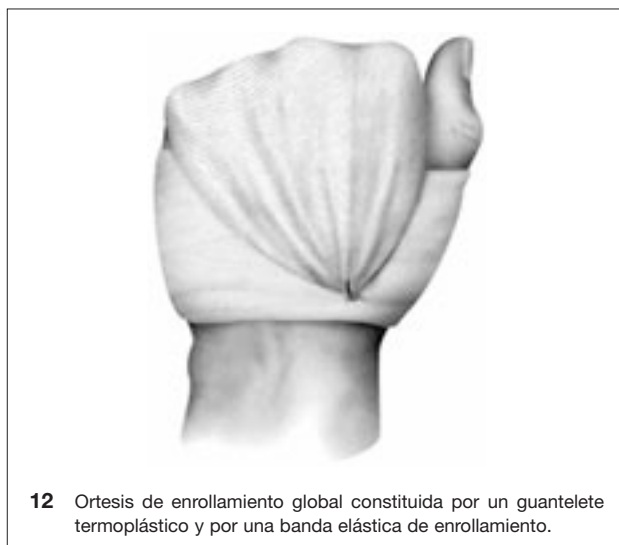 12 Ortesis de enrollamiento global constituida por un guantelete
termoplástico y por una banda elástica de enrollamiento.